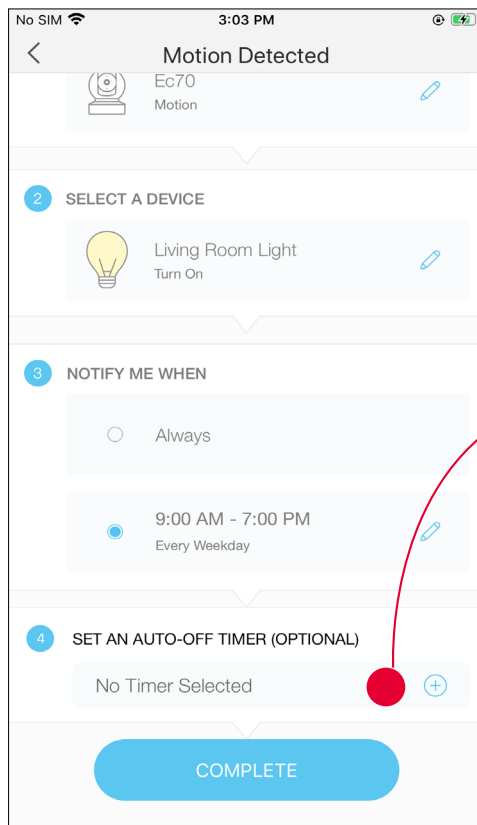 No SIM 3:03 PM
Motion Detected
Ec70
Motion
2 SELECT A DEVICE
Living Room Light
Turn On
3 NOTIFY ME WHEN
Always
9:00 AM - 7:00 PM
Every Weekday
4 SET AN AUTO-OFF TIMER (OPTIONAL)
No Timer Selected
COMPLETE